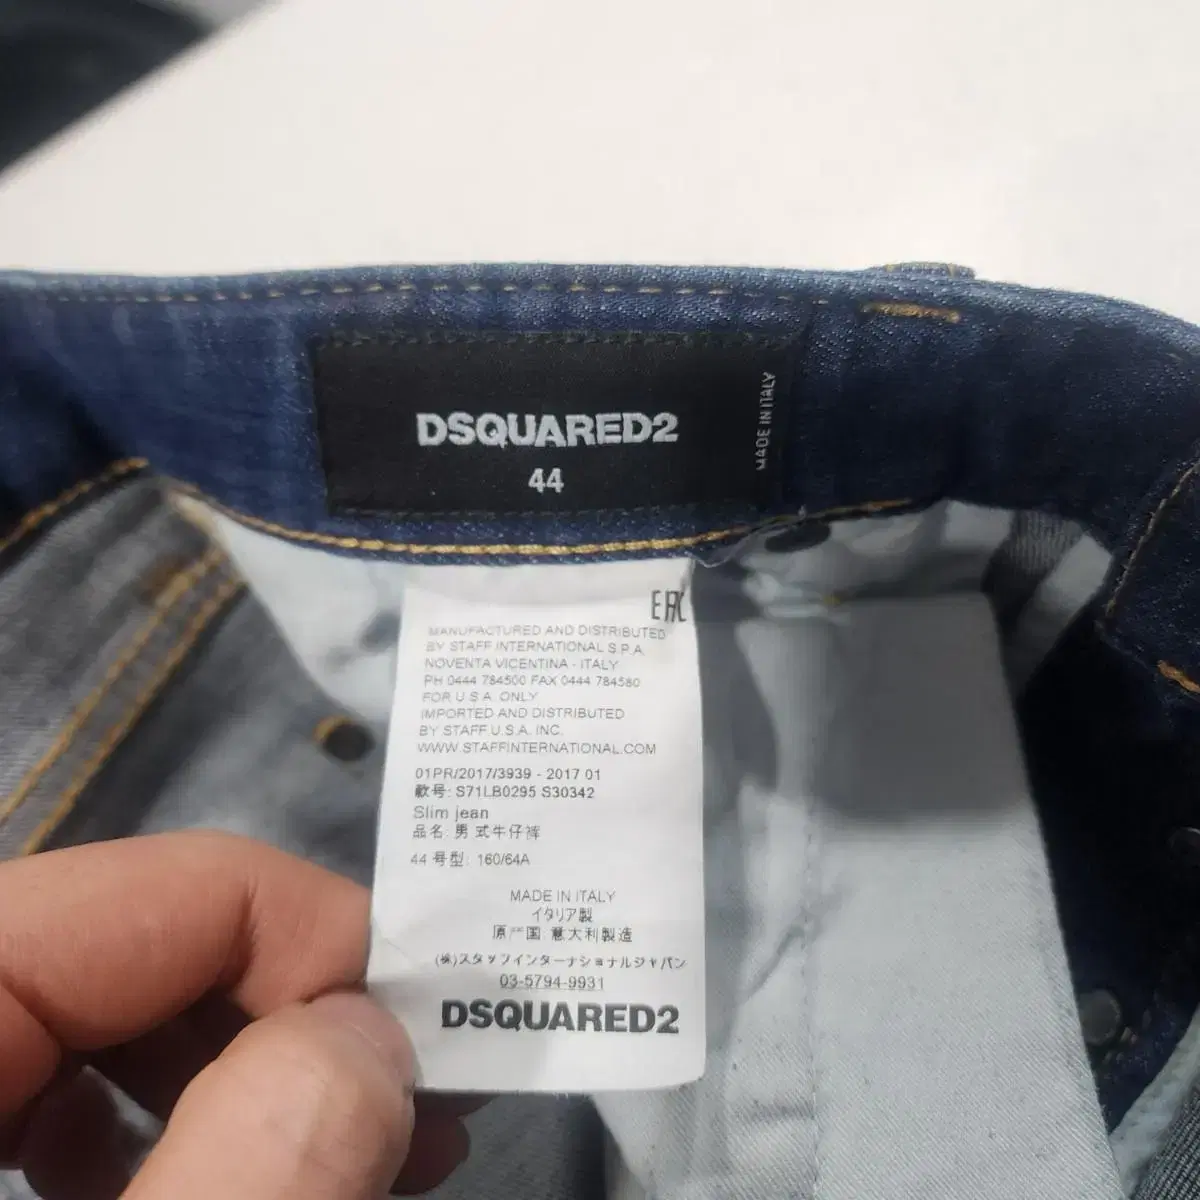 DSQUARED2
44
MADE IN ITALY
EAC
MANUFACTURED AND DISTRIBUTED
BY STAFF INTERNATIONAL S.P.A.
NOVENTA VICENTINA - ITALY
PH 0444 784500 FAX 0444 784580
FOR U.S.A. ONLY
IMPORTED AND DISTRIBUTED
BY STAFF U.S.A. INC.
WWW.STAFFINTERNATIONAL.COM
01PR/2017/3939 - 2017 01
款号: S71LB0295 S30342
Slim jean
品名: 男 式牛仔裤
44 号型: 160/64A
MADE IN ITALY
イタリア製
原产国: 意大利製造
(株)スタッフインターナショナルジャパン
03-5794-9931
DSQUARED2